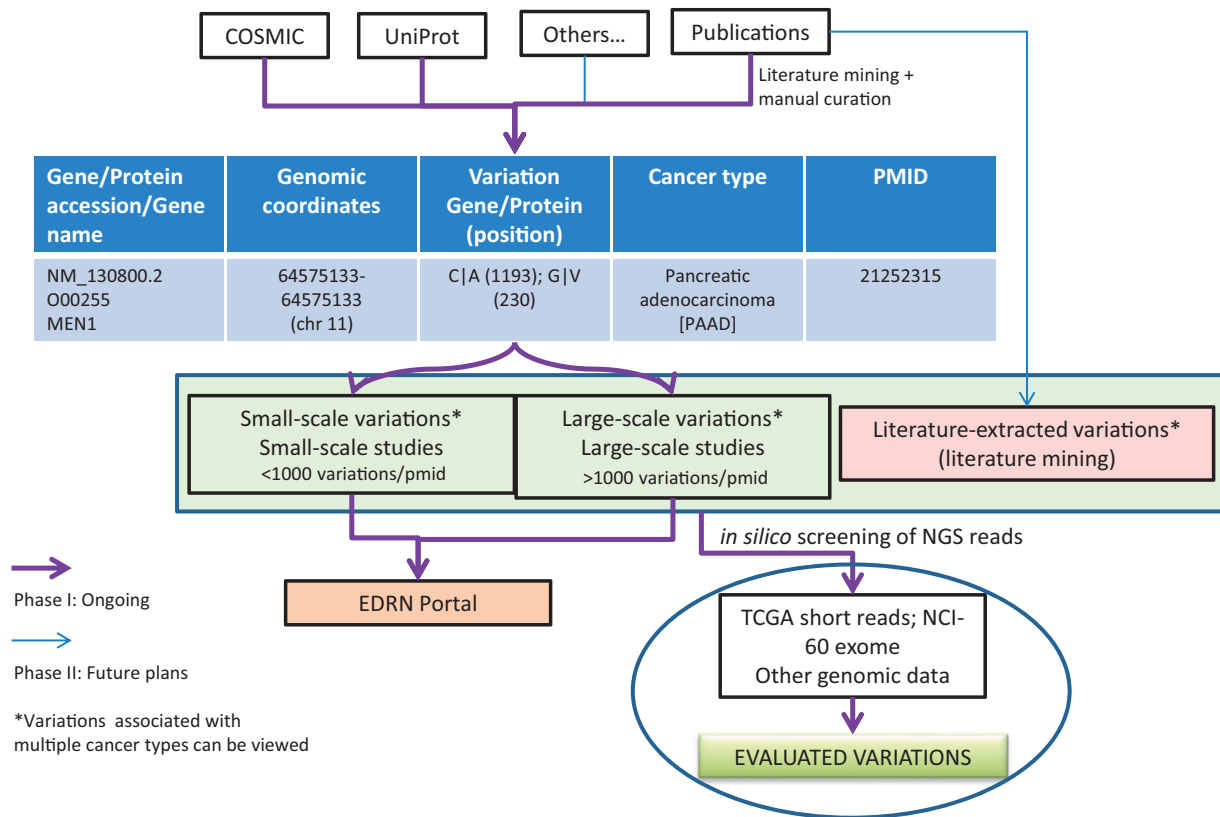 COSMIC
UniProt
Others...
Publications
Literature mining +
manual curation
Gene/Protein
accession/Gene
name
Genomic
coordinates
Variation
Gene/Protein
(position)
Cancer type
PMID
NM_130800.2
O00255
MEN1
64575133-
64575133
(chr 11)
C|A (1193); G|V
(230)
Pancreatic
adenocarcinoma
[PAAD]
21252315
Small-scale variations*
Small-scale studies
<1000 variations/pmid
Large-scale variations*
Large-scale studies
>1000 variations/pmid
Literature-extracted variations*
(literature mining)
in silico screening of NGS reads
EDRN Portal
TCGA short reads; NCI-
60 exome
Other genomic data
EVALUATED VARIATIONS
Phase I: Ongoing
Phase II: Future plans
*Variations associated with
multiple cancer types can be viewed